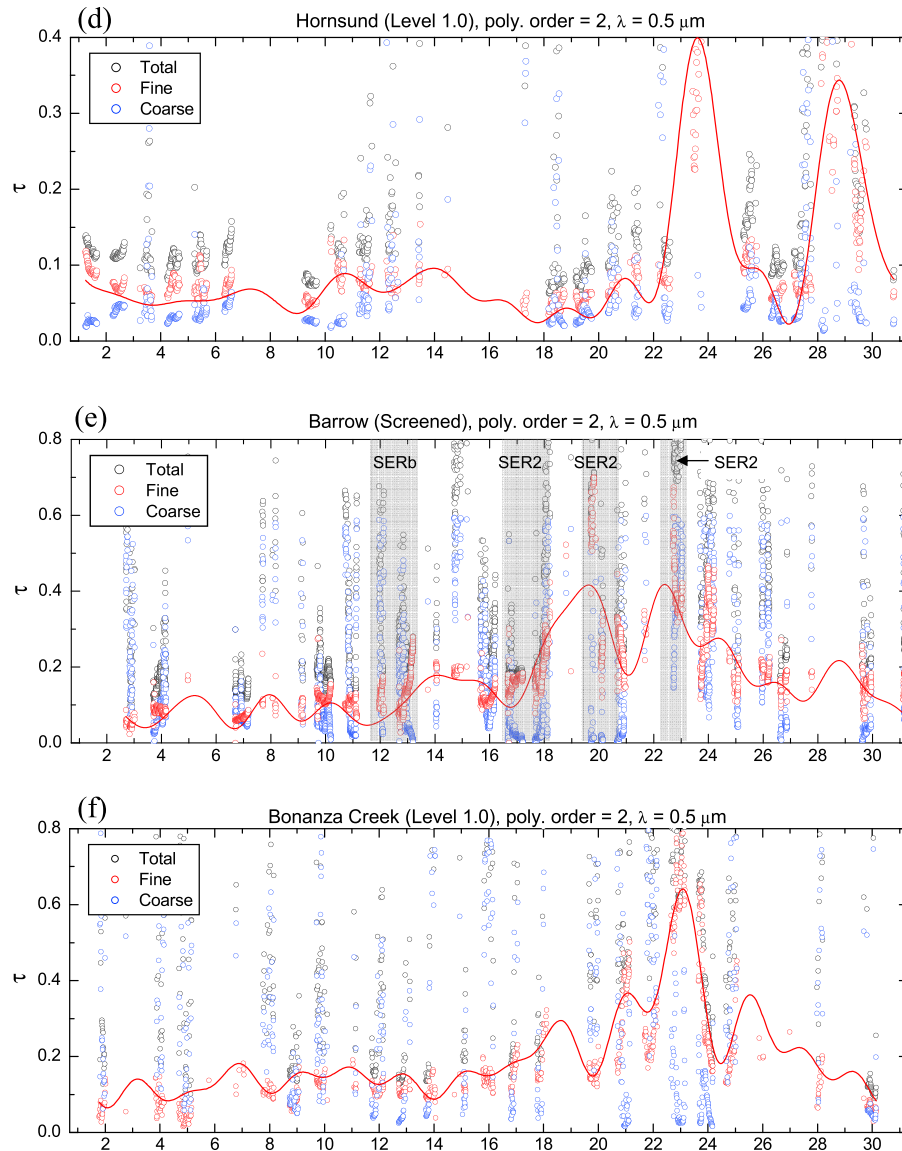 (d) Hornsund (Level 1.0), poly. order = 2, λ = 0.5 μm
0.4
0.3
0.2
0.1
0.0
τ
Total
Fine
Coarse
2 4 6 8 10 12 14 16 18 20 22 24 26 28 30
(e) Barrow (Screened), poly. order = 2, λ = 0.5 μm
0.8
0.6
0.4
0.2
0.0
τ
Total
Fine
Coarse
SERb SER2 SER2 SER2
2 4 6 8 10 12 14 16 18 20 22 24 26 28 30
(f) Bonanza Creek (Level 1.0), poly. order = 2, λ = 0.5 μm
0.8
0.6
0.4
0.2
0.0
τ
Total
Fine
Coarse
2 4 6 8 10 12 14 16 18 20 22 24 26 28 30